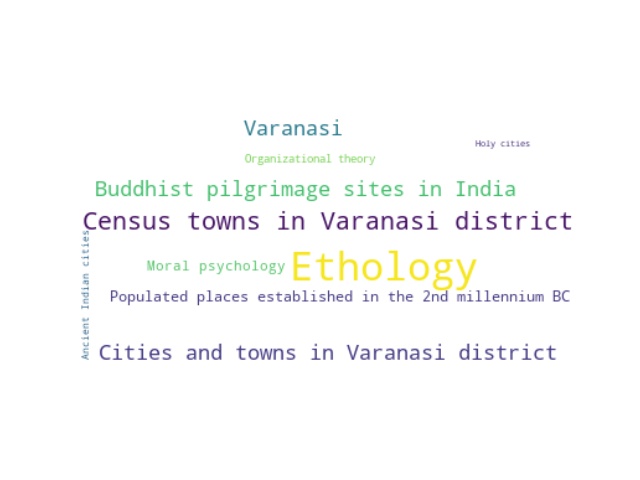 Varanasi
Holy cities
Organizational theory
Buddhist pilgrimage sites in India
Census towns in Varanasi district
Ancient Indian cities
Moral psychology
Ethology
Populated places established in the 2nd millennium BC
Cities and towns in Varanasi district